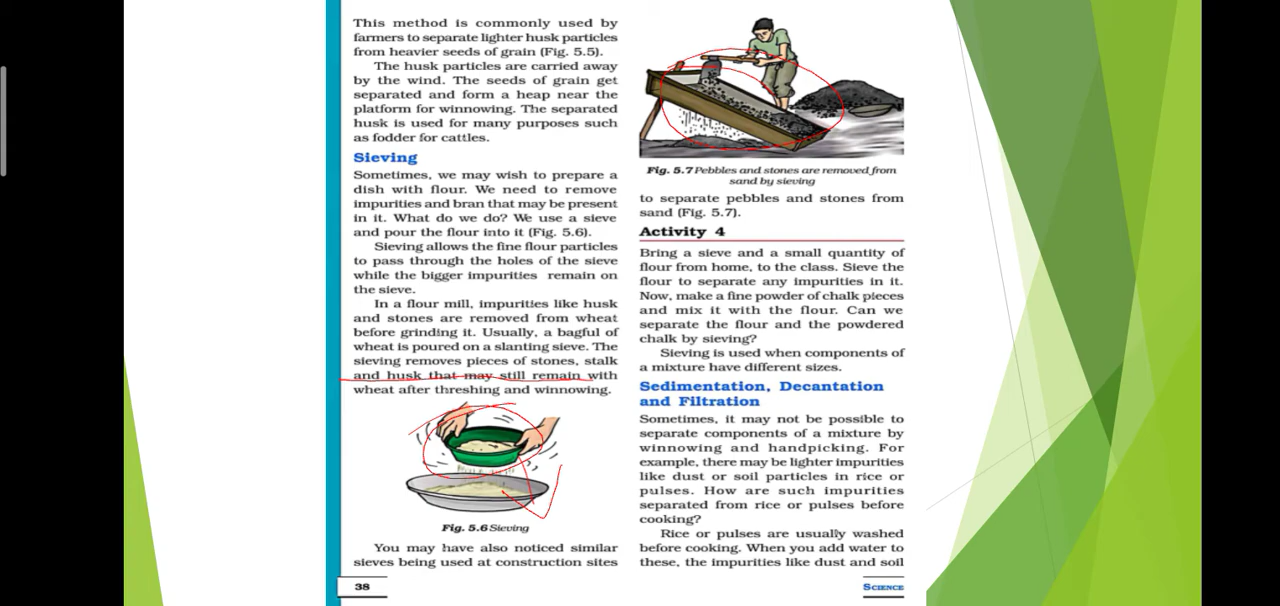 This method is commonly used by
farmers to separate lighter husk particles
from heavier seeds of grain (Fig. 5.5).
The husk particles are carried away
by the wind. The seeds of grain get
separated and form a heap near the
platform for winnowing. The separated
husk is used for many purposes such
as fodder for cattles.
Sieving
Sometimes, we may wish to prepare a
dish with flour. We need to remove
impurities and bran that may be present
in it. What do we do? We use a sieve
and pour the flour into it (Fig. 5.6).
Sieving allows the fine flour particles
to pass through the holes of the sieve
while the bigger impurities remain on
the sieve.
In a flour mill, impurities like husk
and stones are removed from wheat
before grinding it. Usually, a bagful of
wheat is poured on a slanting sieve. The
sieving removes pieces of stones, stalk
and husk that may still remain with
wheat after threshing and winnowing.
Fig. 5.6 Sieving
You may have also noticed similar
sieves being used at construction sites
38
Fig. 5.7 Pebbles and stones are removed from
sand by sieving
to separate pebbles and stones from
sand (Fig. 5.7).
Activity 4
Bring a sieve and a small quantity of
flour from home, to the class. Sieve the
flour to separate any impurities in it.
Now, make a fine powder of chalk pieces
and mix it with the flour. Can we
separate the flour and the powdered
chalk by sieving?
Sieving is used when components of
a mixture have different sizes.
Sedimentation, Decantation
and Filtration
Sometimes, it may not be possible to
separate components of a mixture by
winnowing and handpicking. For
example, there may be lighter impurities
like dust or soil particles in rice or
pulses. How are such impurities
separated from rice or pulses before
cooking?
Rice or pulses are usually washed
before cooking. When you add water to
these, the impurities like dust and soil
SCIENCE